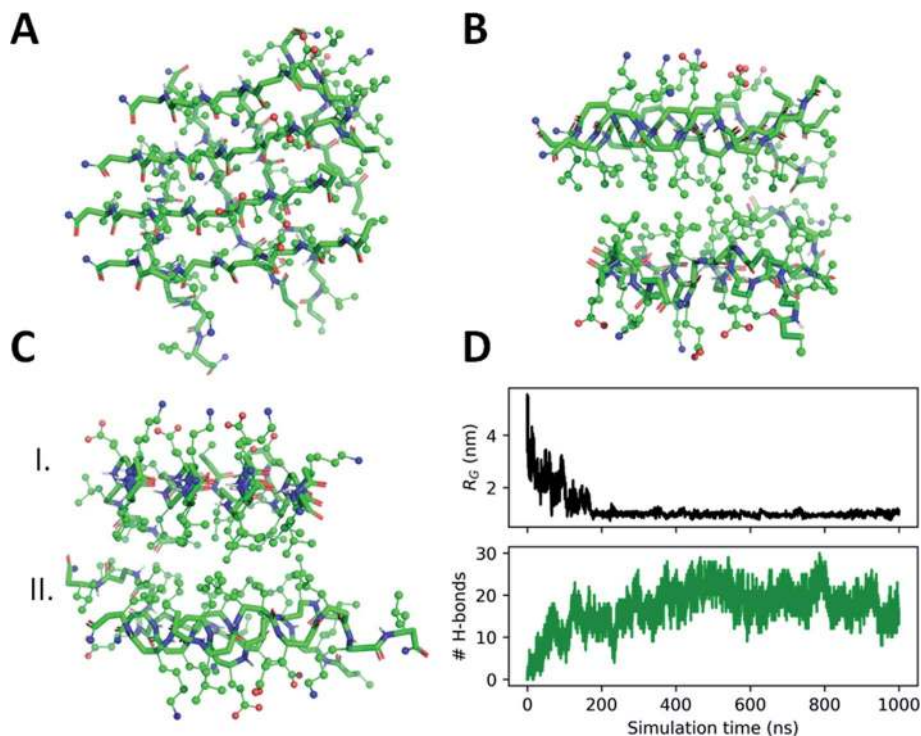 A
B
C
D
I.
II.
R_G (nm)
4
2
# H-bonds
30
20
10
0
0 200 400 600 800 1000
Simulation time (ns)